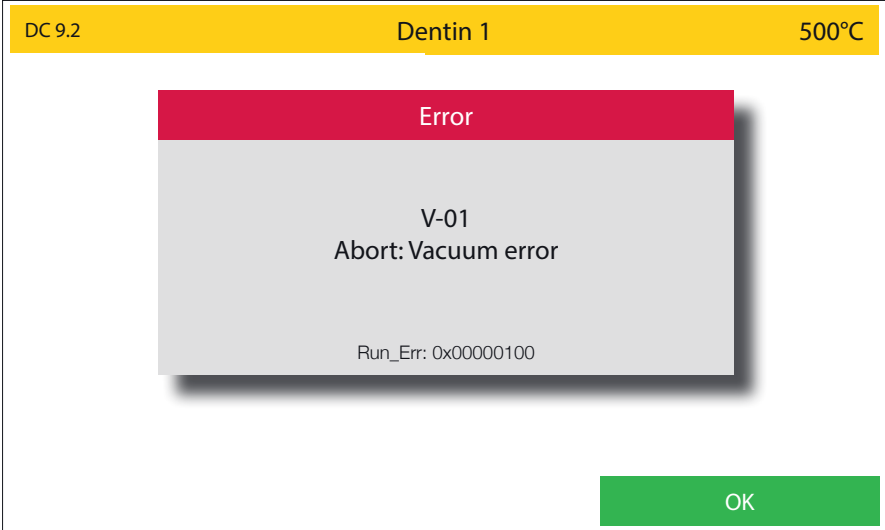 DC 9.2 Dentin 1 500°C
Error
V-01
Abort: Vacuum error
Run_Err: 0x00000100
OK